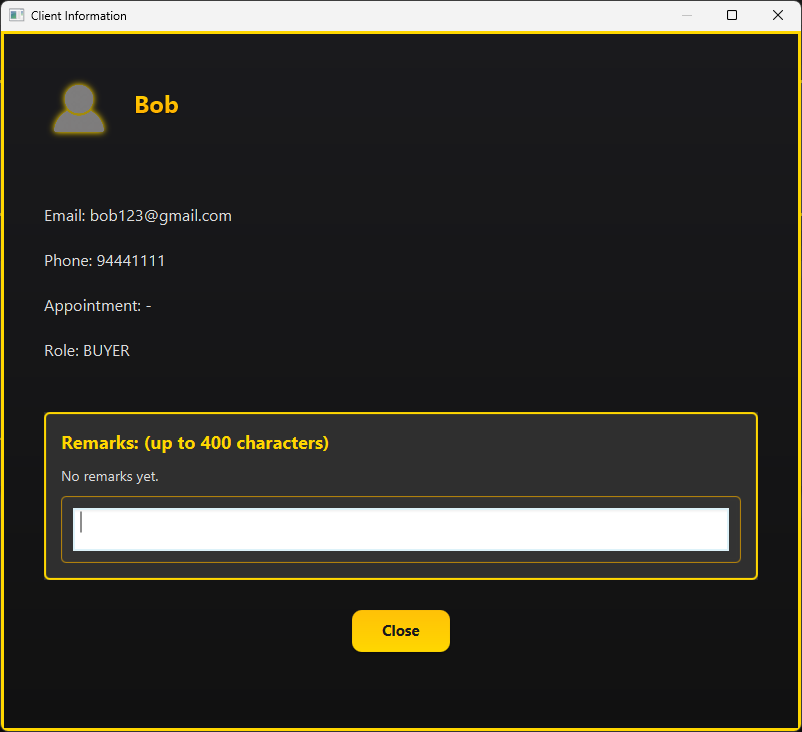 Client Information
Bob
Email: bob123@gmail.com
Phone: 94441111
Appointment: -
Role: BUYER
Remarks: (up to 400 characters)
No remarks yet.
Close